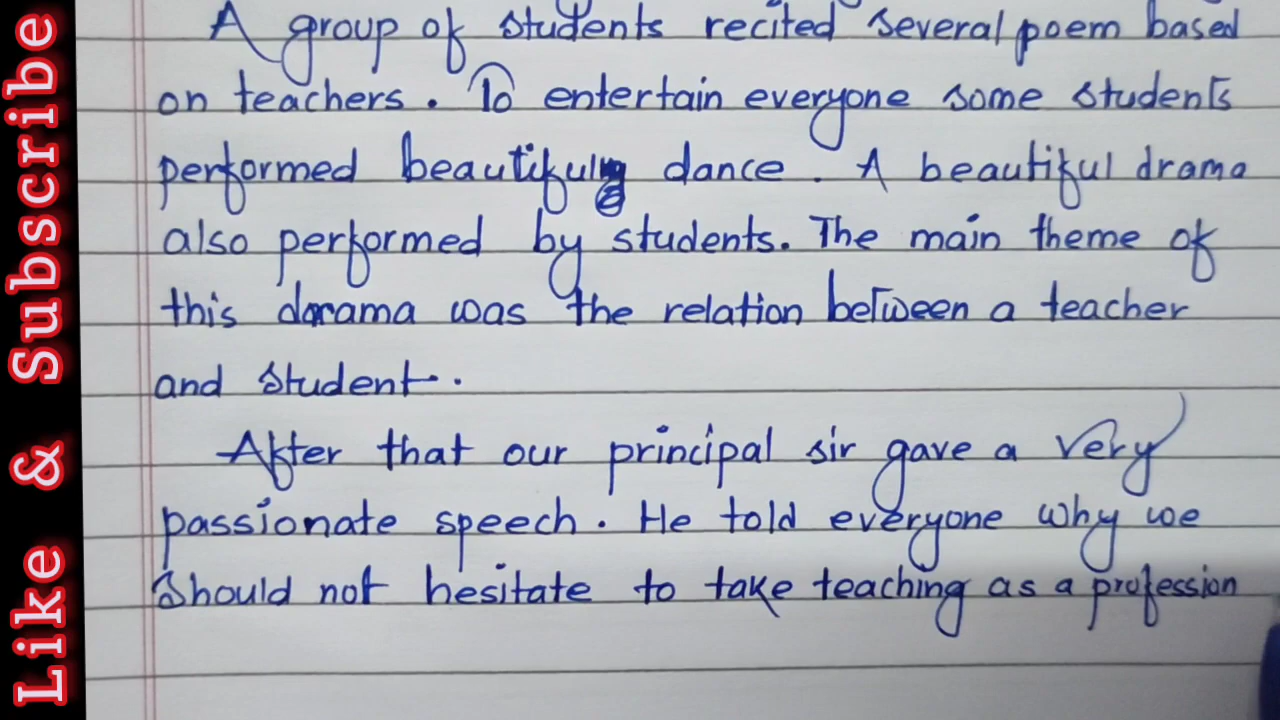 Like & Subscribe
A group of students recited several poem based
on teachers. To entertain everyone some students
performed beautiful dance. A beautiful drama
also performed by students. The main theme of
this drama was the relation between a teacher
and student.
After that our principal sir gave a very
passionate speech. He told everyone why we
should not hesitate to take teaching as a profession